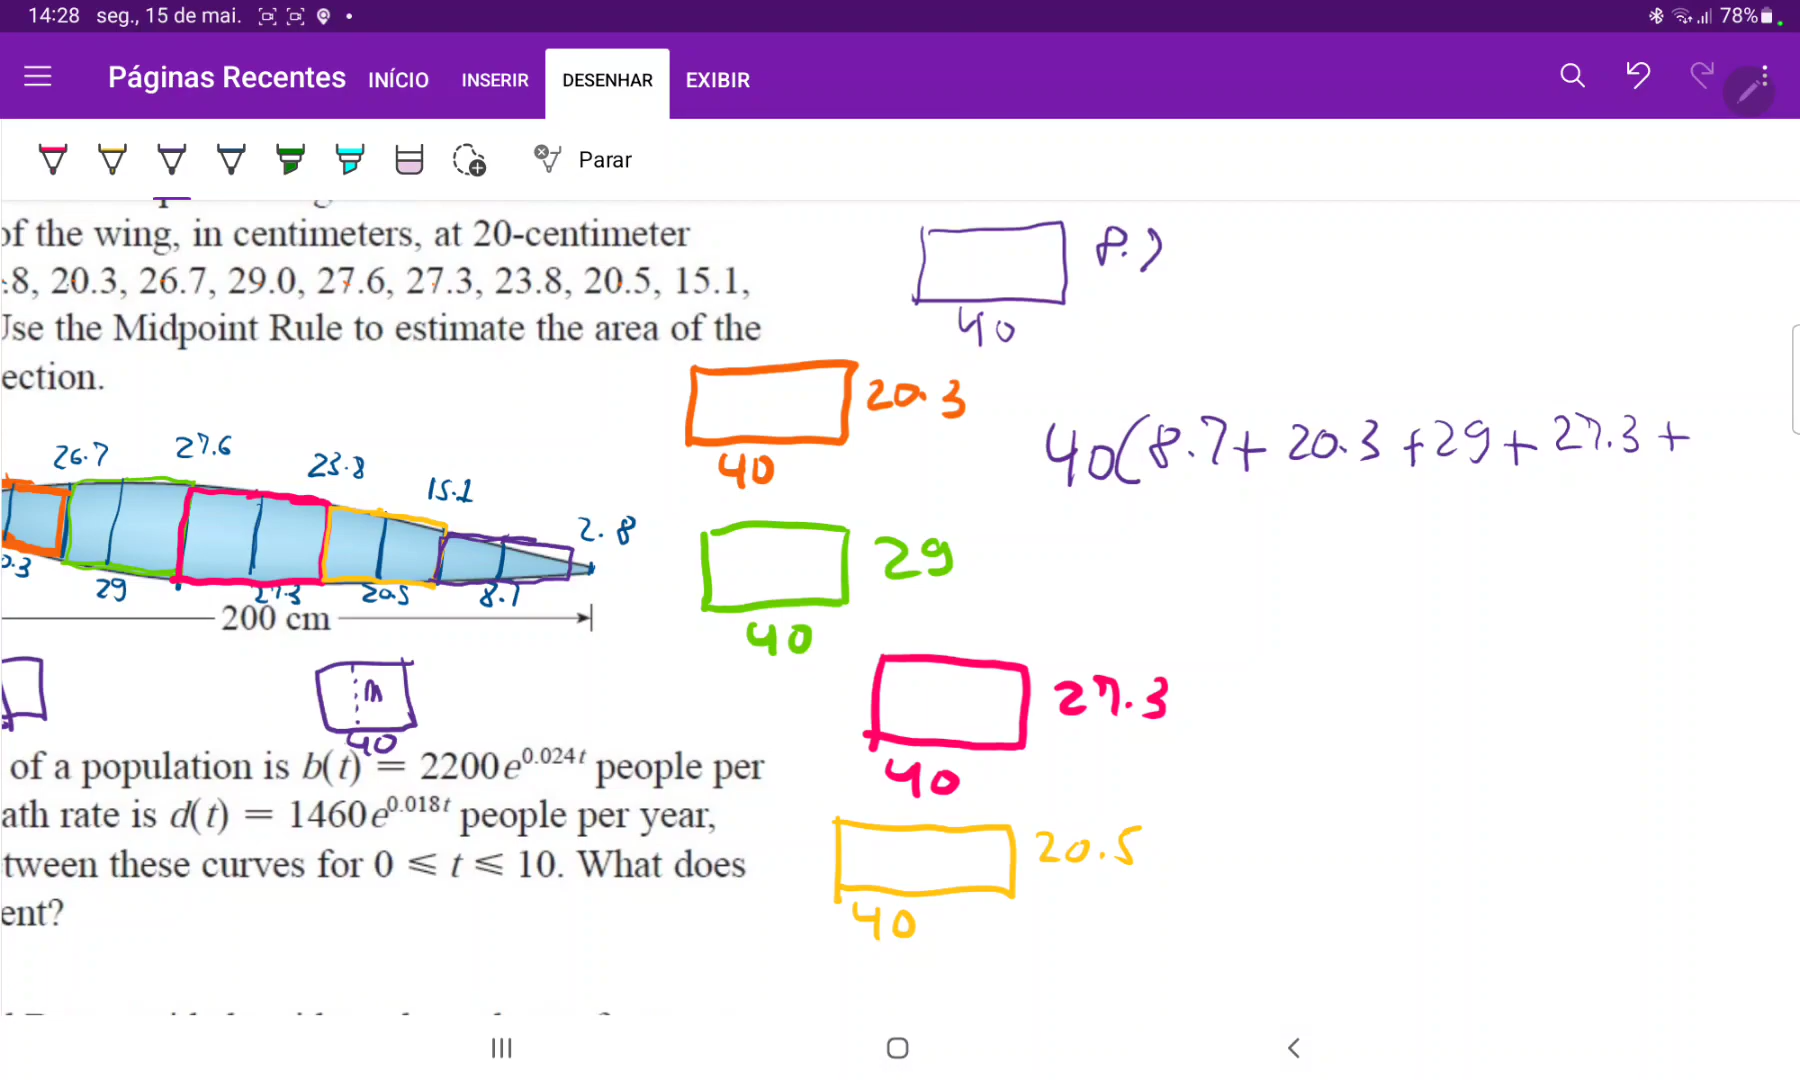 14:28 seg., 15 de mai. 78%
Páginas Recentes INÍCIO INSERIR DESENHAR EXIBIR
Parar
of the wing, in centimeters, at 20-centimeter
8, 20.3, 26.7, 29.0, 27.6, 27.3, 23.8, 20.5, 15.1,
Use the Midpoint Rule to estimate the area of the
ection.
26.7 27.6 23.8 15.1 2.8
0.3 29 27.3 20.5 8.7
200 cm
m
40
of a population is b(t) = 2200e^0.024t people per
ath rate is d(t) = 1460e^0.018t people per year,
tween these curves for 0 ⩽ t ⩽ 10. What does
ent?
40
20.3
40
29
40
27.3
40
20.5
40
40(8.7+ 20.3 +29+ 27.3 +